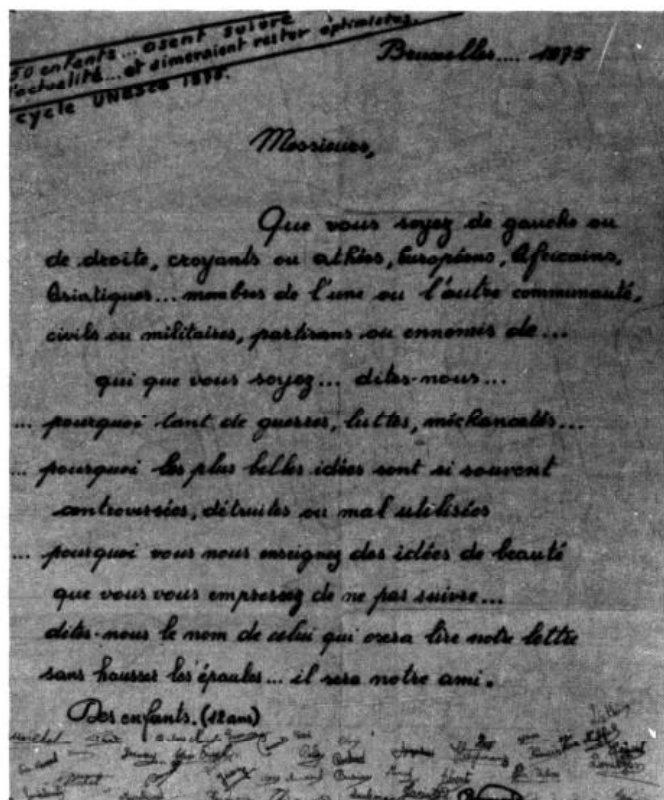 50 enfants... osent suivre
l'actualité... et aimeraient rester optimistes.
cycle UNESCO 1975.
Bruxelles.... 1975
Messieurs,
Que vous soyez de gauche ou
de droite, croyants ou athées, Européens, Africains,
Asiatiques... membres de l'une ou l'autre communauté,
civils ou militaires, partisans ou ennemis de...
qui que vous soyez... dites-nous...
... pourquoi tant de guerres, luttes, méchancetés...
... pourquoi les plus belles idées sont si souvent
controversées, détruites ou mal utilisées
... pourquoi vous nous enseignez des idées de beauté
que vous vous empressez de ne pas suivre...
dites-nous le nom de celui qui osera lire notre lettre
sans hausser les épaules... il sera notre ami.
Des enfants. (12 ans)